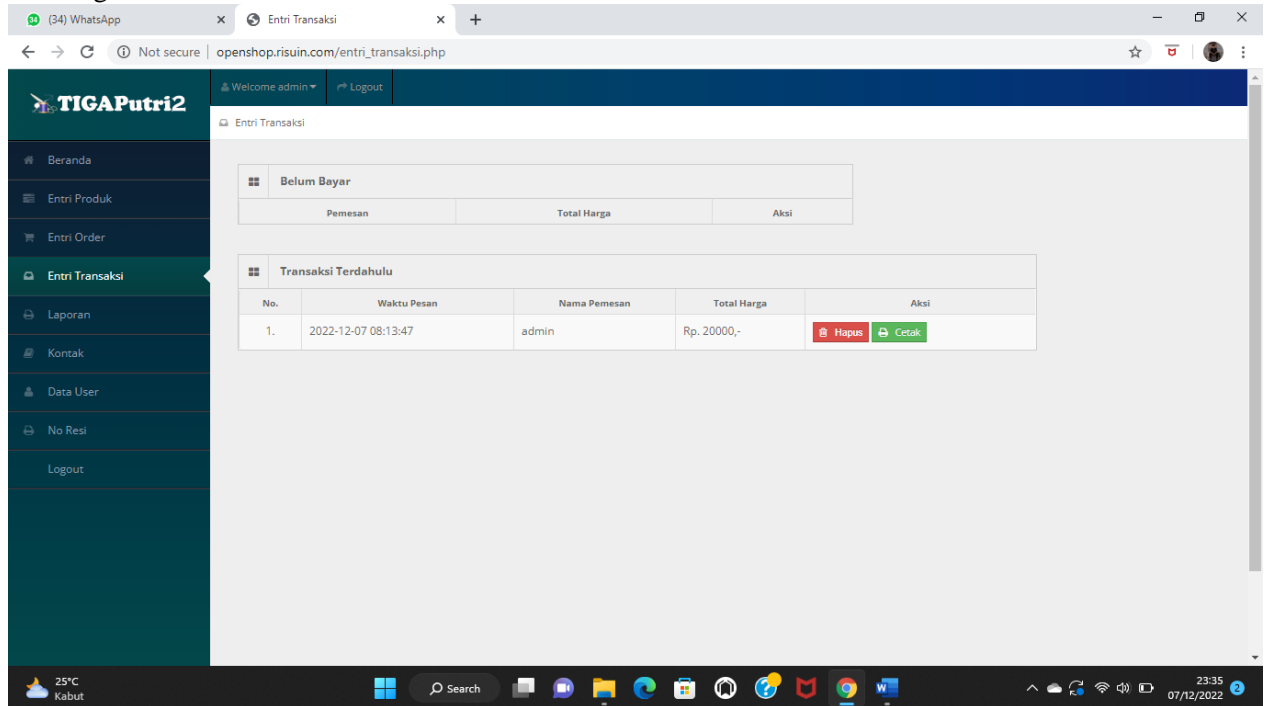 34 (34) WhatsApp
Entri Transaksi
Not secure openshop.risuin.com/entri_transaksi.php
TIGAPutri2
Welcome admin
Logout
Entri Transaksi
Beranda
Entri Produk
Entri Order
Entri Transaksi
Laporan
Kontak
Data User
No Resi
Logout
Belum Bayar
Pemesan Total Harga Aksi
Transaksi Terdahulu
No. Waktu Pesan Nama Pemesan Total Harga Aksi
1. 2022-12-07 08:13:47 admin Rp. 20000,- Hapus Cetak
25°C
Kabut
Search
23:35
07/12/2022
2